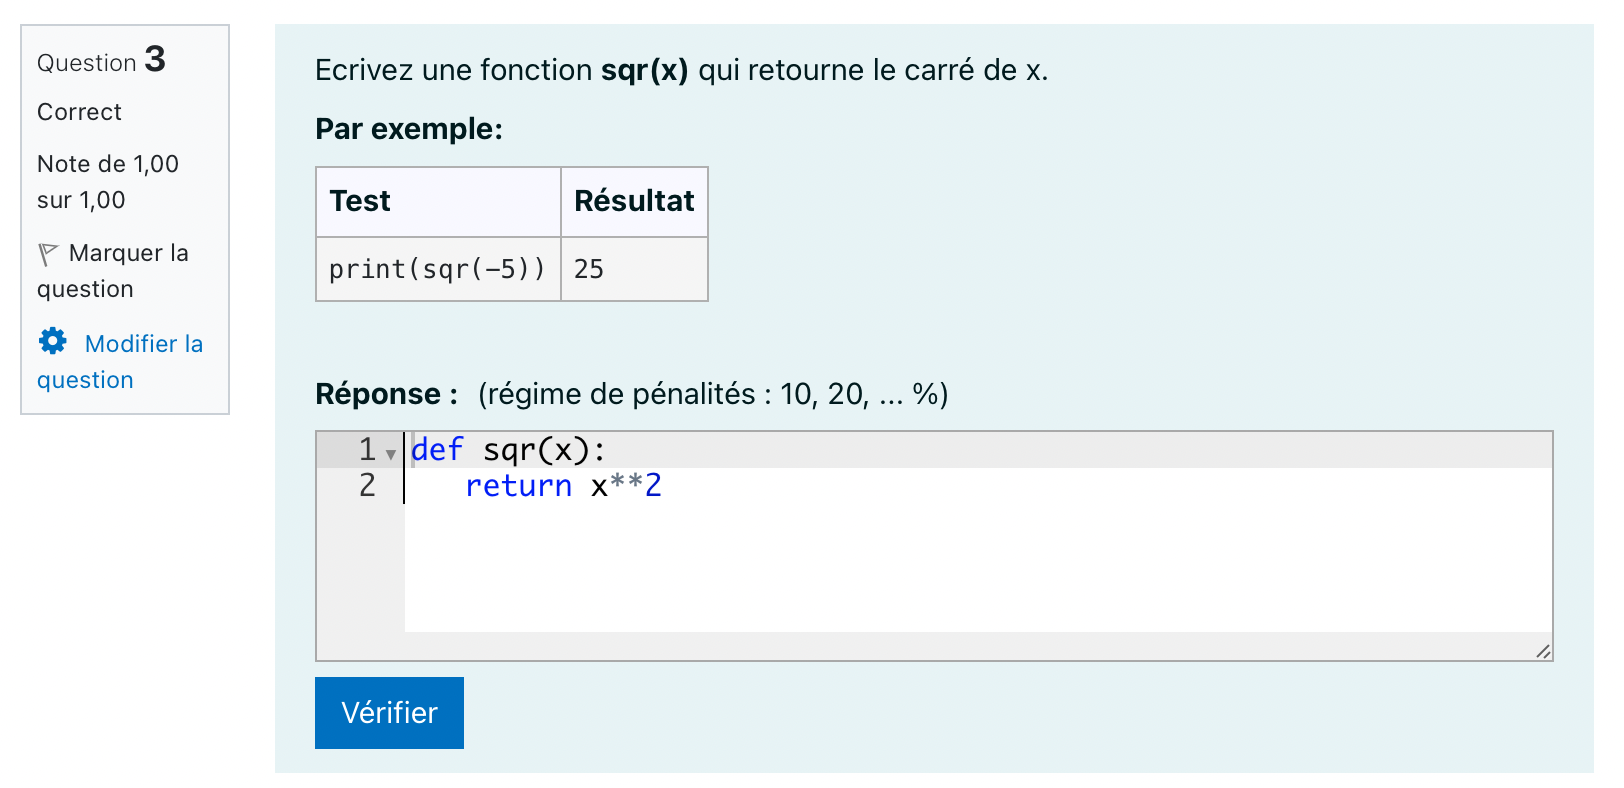 Question 3
Correct
Note de 1,00
sur 1,00
Marquer la
question
Modifier la
question
Ecrivez une fonction sqr(x) qui retourne le carré de x.
Par exemple:
Test Résultat
print(sqr(-5)) 25
Réponse : (régime de pénalités : 10, 20, ... %)
1 def sqr(x):
2    return x**2
Vérifier